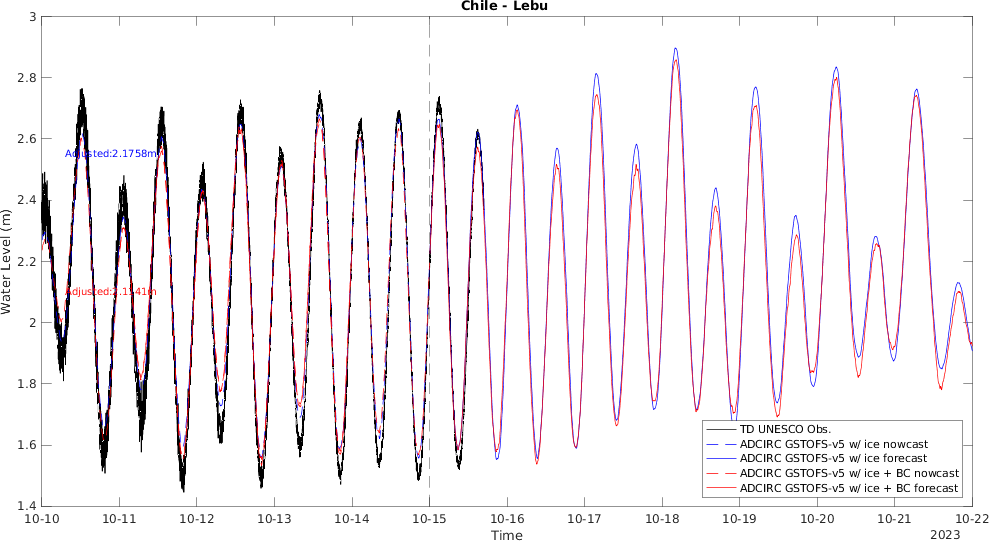 Chile - Lebu
3
2.8
2.6
2.4
2.2
2
1.8
1.6
1.4
Water Level (m)
Adjusted:2.1758m
TD UNESCO Obs.
ADCIRC GSTOFS-v5 w/ ice nowcast
ADCIRC GSTOFS-v5 w/ ice forecast
ADCIRC GSTOFS-v5 w/ ice + BC nowcast
ADCIRC GSTOFS-v5 w/ ice + BC forecast
10-10 10-11 10-12 10-13 10-14 10-15 10-16 10-17 10-18 10-19 10-20 10-21 10-22
Time
2023